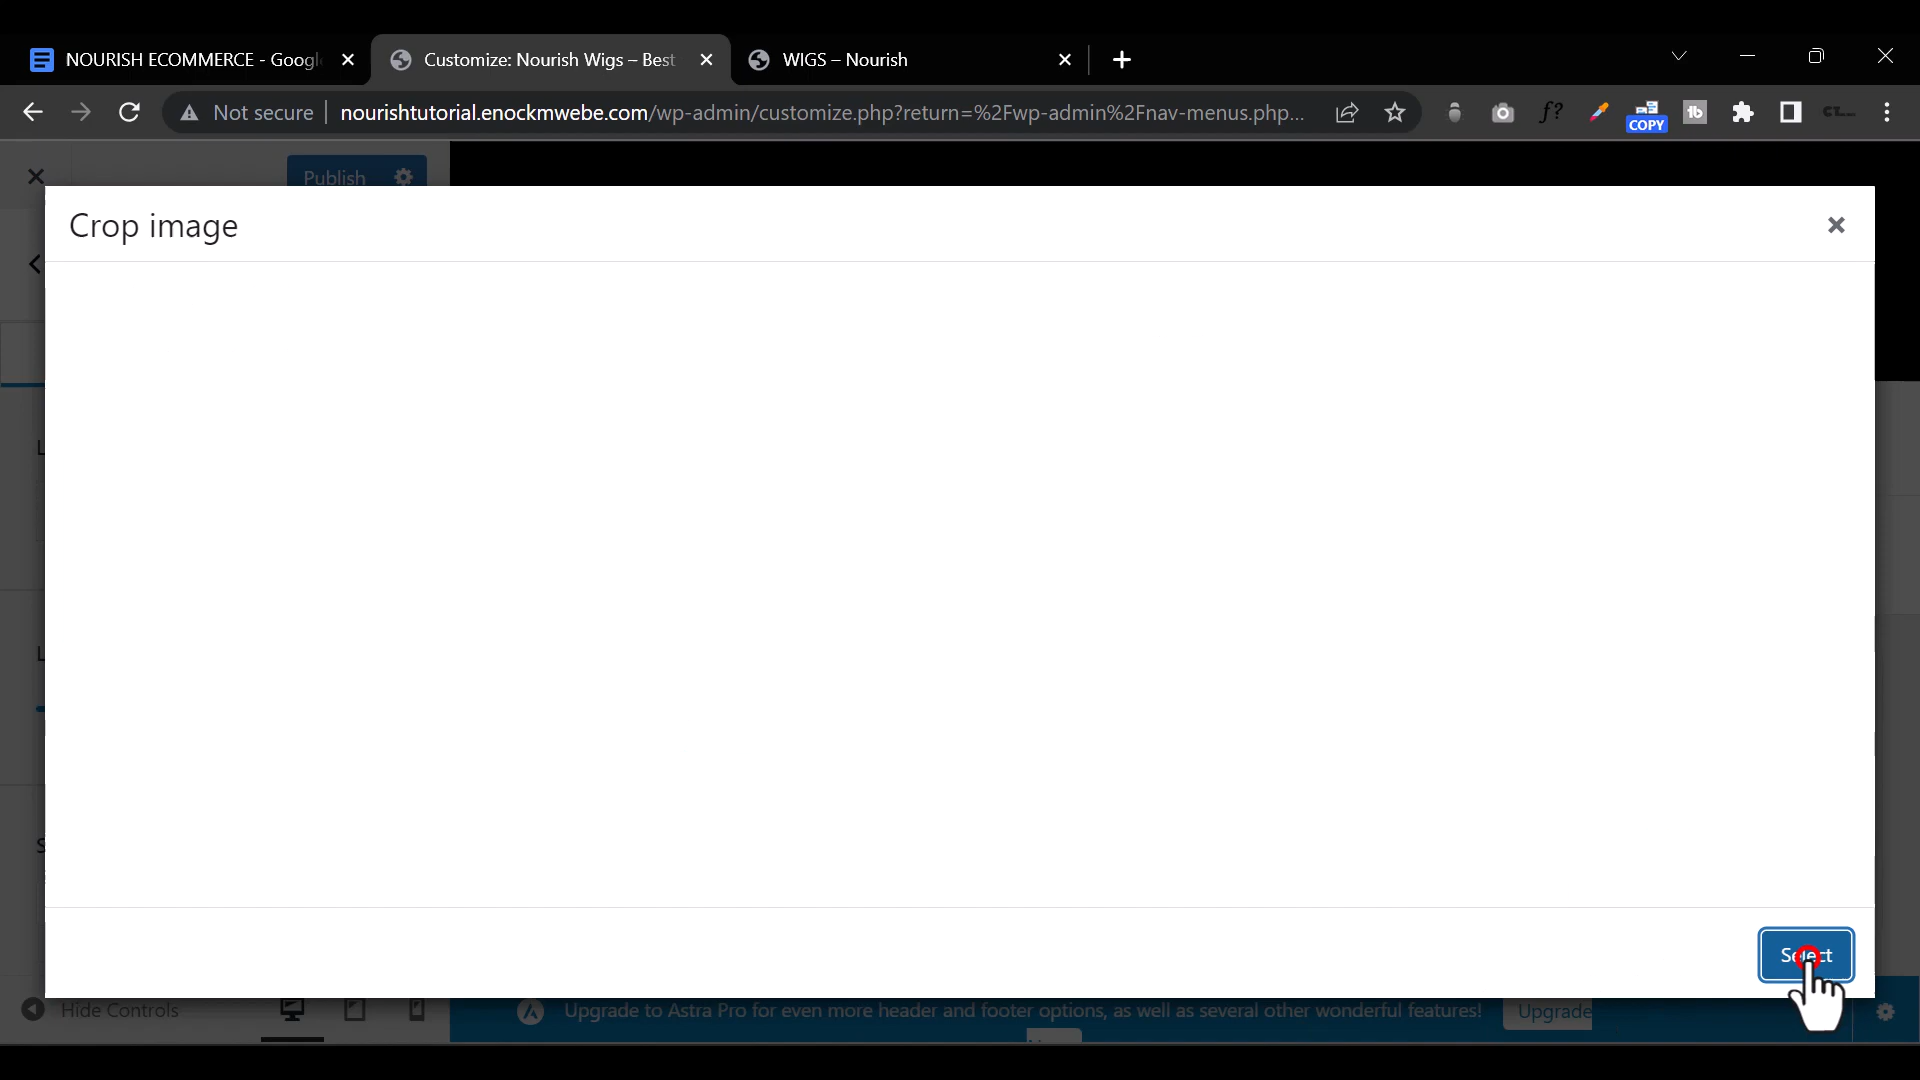 NOURISH ECOMMERCE - Googl
Customize: Nourish Wigs – Best
WIGS – Nourish
Not secure
nourishtutorial.enockmwebe.com/wp-admin/customize.php?return=%2Fwp-admin%2Fnav-menus.php...
f?
COPY
tb
Publish
Crop image
L
L
S
Select
Hide Controls
Upgrade to Astra Pro for even more header and footer options, as well as several other wonderful features!
Upgrade